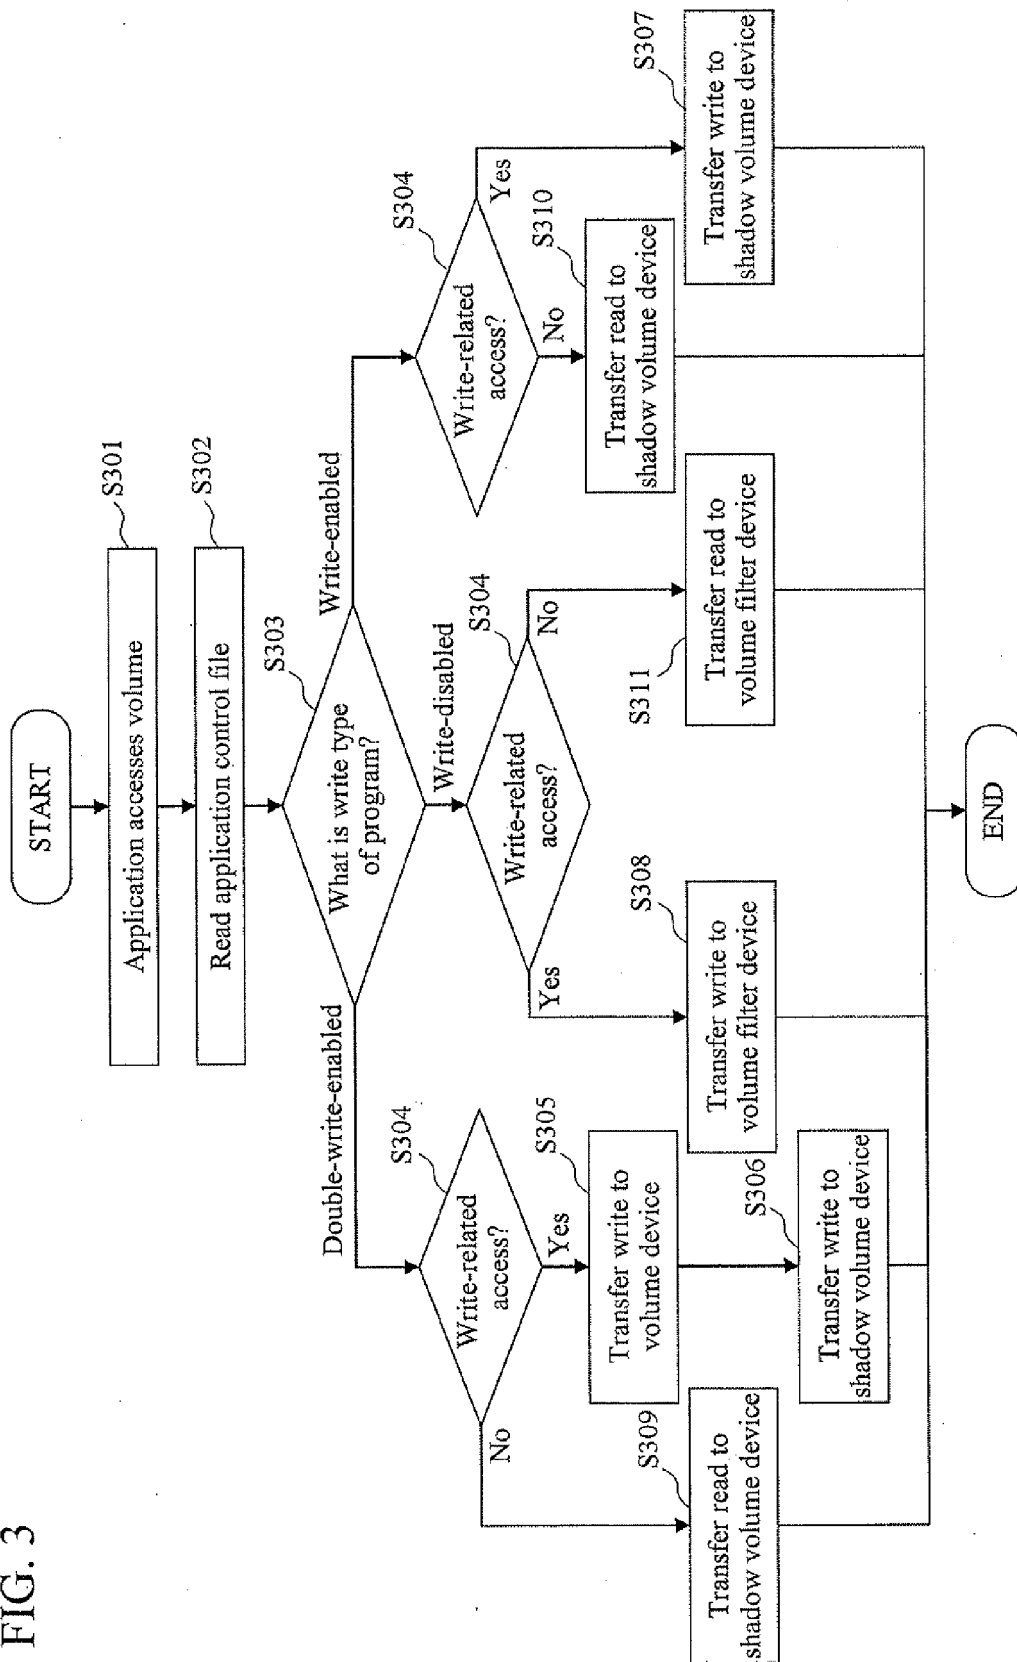 FIG. 3
START
Application accesses volume
S301
Read application control file
S302
What is write type
of program?
S303
Double-write-enabled
Write-disabled
Write-enabled
Write-related
access?
S304
Write-related
access?
S304
Write-related
access?
S304
No
Yes
Yes
No
No
Yes
Transfer write to
volume device
S305
Transfer read to
shadow volume device
S310
Transfer read to
shadow volume device
S309
Transfer write to
volume filter device
S308
Transfer read to
volume filter device
S311
Transfer write to
shadow volume device
S307
Transfer write to
shadow volume device
S306
END